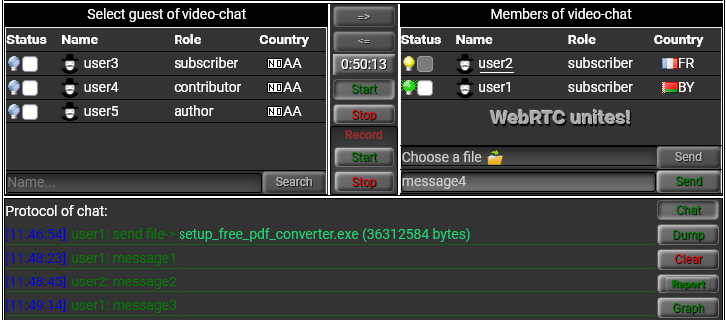 Select guest of video-chat
Status Name Role Country
user3 subscriber NO AA
user4 contributor NO AA
user5 author NO AA
Name... Search
=>
<=
0:50:13
Start
Stop
Record
Start
Stop
Members of video-chat
Status Name Role Country
user2 subscriber FR
user1 subscriber BY
WebRTC unites!
Choose a file Send
message4 Send
Protocol of chat:
[11:46:54] user1: send file-> setup_free_pdf_converter.exe (36312584 bytes)
[11:48:23] user1: message1
[11:48:45] user2: message2
[11:49:14] user1: message3
Chat
Dump
Clear
Report
Graph